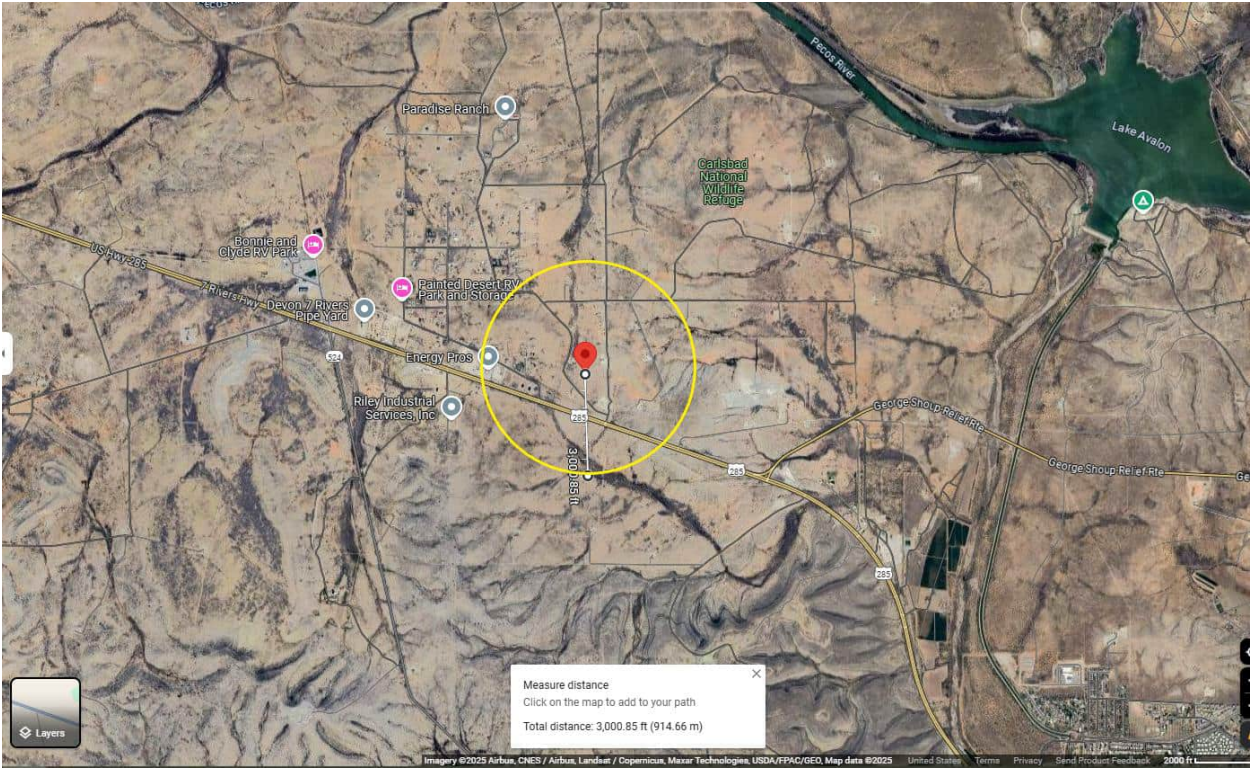 Pecos River
Lake Avalon
Paradise Ranch
Carlsbad
National
Wildlife
Refuge
Bonnie and
Clyde RV Park
US Hwy 285
7 Rivers Hwy
Painted Desert RV
Park and Storage
Devon 7 Rivers
Pipe Yard
524
Energy Pros
Riley Industrial
Services, Inc
285
George Shoup Relief Rte
George Shoup Relief Rte
285
3,000.85 ft
285
Measure distance
Click on the map to add to your path
Total distance: 3,000.85 ft (914.66 m)
Layers
Imagery ©2025 Airbus, CNES / Airbus, Landsat / Copernicus, Maxar Technologies, USDA/FPAC/GEO, Map data ©2025 United States Terms Privacy Send Product Feedback 2000 ft